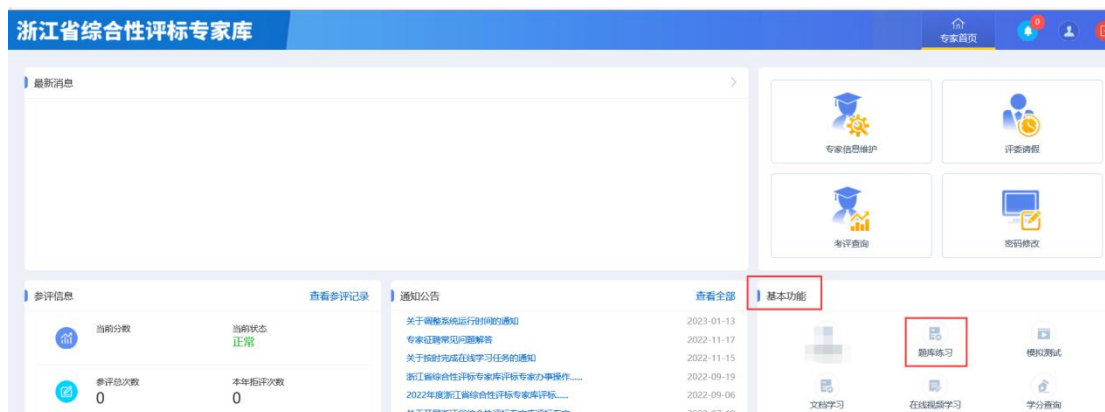 浙江省综合性评标专家库
专家首页
0
最新消息
>
专家信息维护
评委请假
考评查询
密码修改
参评信息
查看参评记录
当前分数
当前状态
正常
参评总次数
0
本年拒评次数
0
通知公告
查看全部
关于调整系统运行时间的通知 2023-01-13
专家征聘常见问题解答 2022-11-17
关于按时完成在线学习任务的通知 2022-11-15
浙江省综合性评标专家库评标专家办事操作...... 2022-09-19
2022年度浙江省综合性评标专家库评标...... 2022-09-06
基本功能
题库练习
模拟测试
文档学习
在线视频学习
学分查询